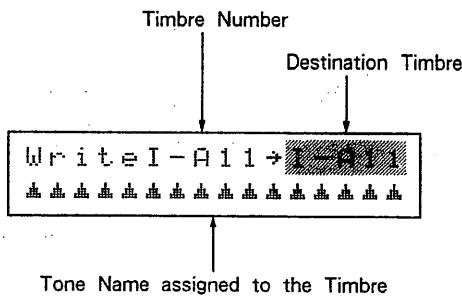 Timbre Number
Destination Timbre
WriteI-A11→I-A11
Tone Name assigned to the Timbre